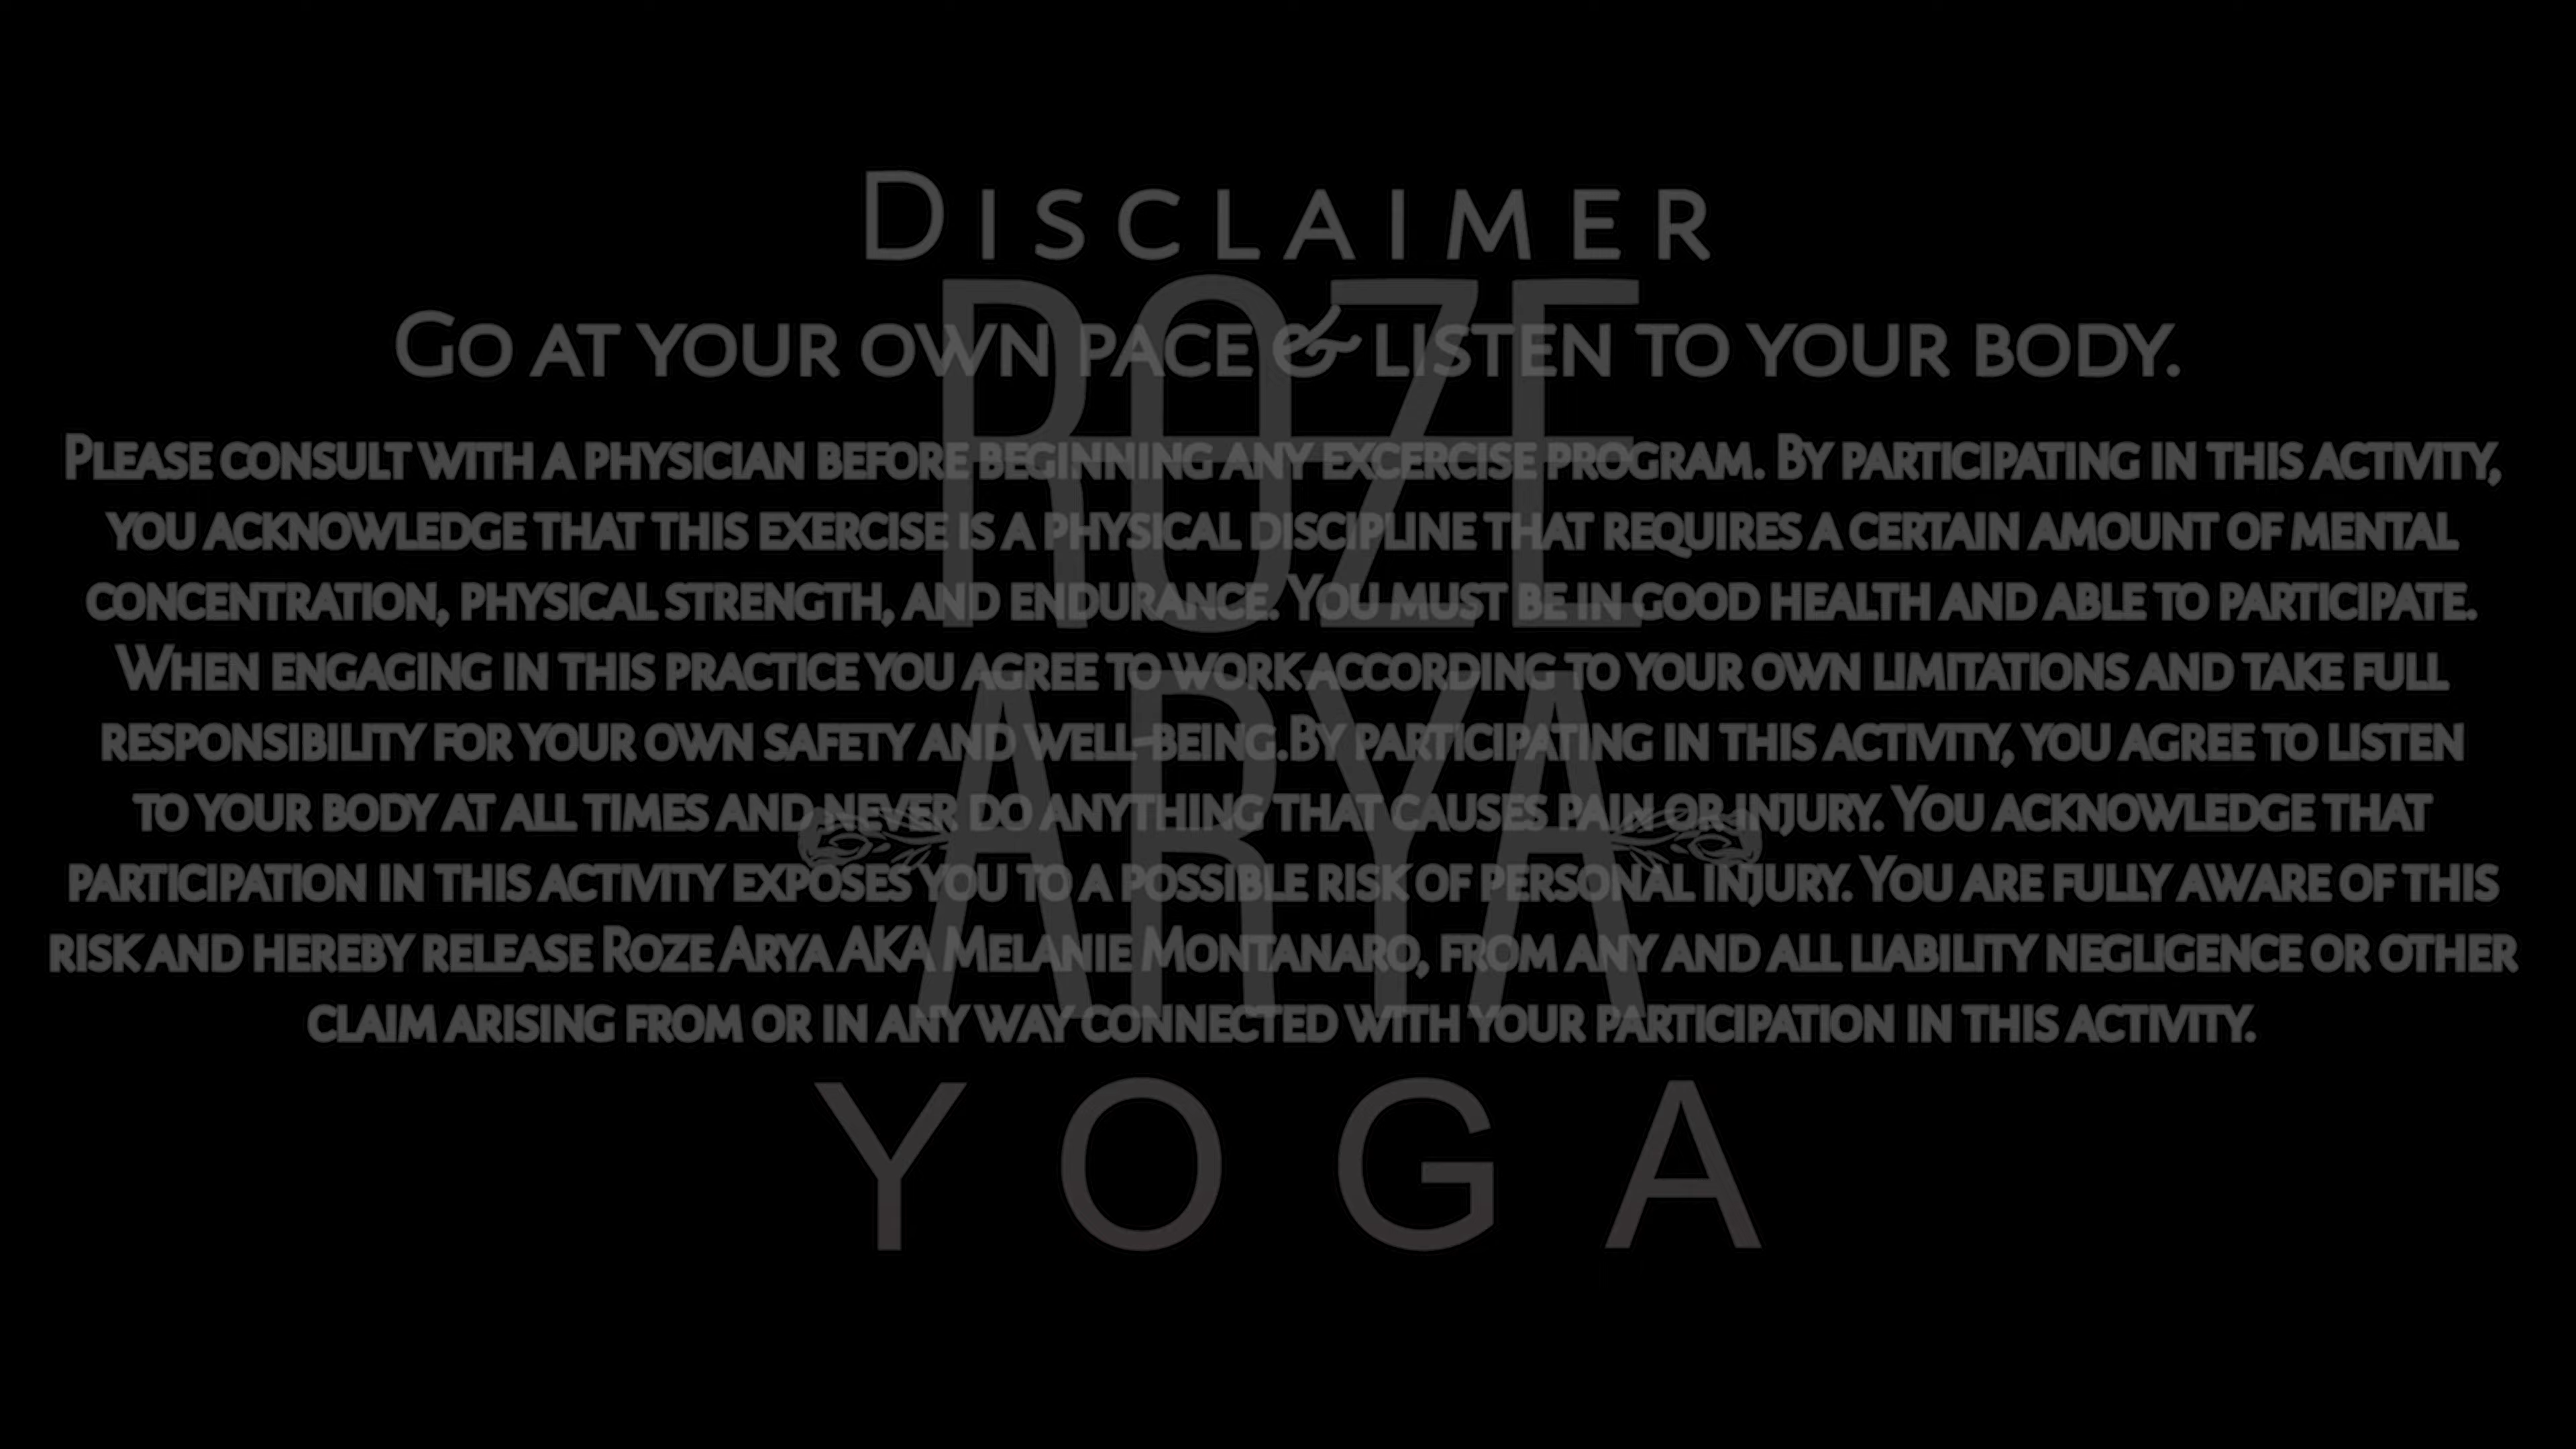 Disclaimer
ROZE
Go at your own pace & listen to your body.
Please consult with a physician before beginning any excercise program. By participating in this activity,
you acknowledge that this exercise is a physical discipline that requires a certain amount of mental
concentration, physical strength, and endurance. You must be in good health and able to participate.
When engaging in this practice you agree to work according to your own limitations and take full
responsibility for your own safety and well-being.By participating in this activity, you agree to listen
to your body at all times and never do anything that causes pain or injury. You acknowledge that
participation in this activity exposes you to a possible risk of personal injury. You are fully aware of this
risk and hereby release Roze Arya AKA Melanie Montanaro, from any and all liability negligence or other
claim arising from or in any way connected with your participation in this activity.
ARYA
YOGA